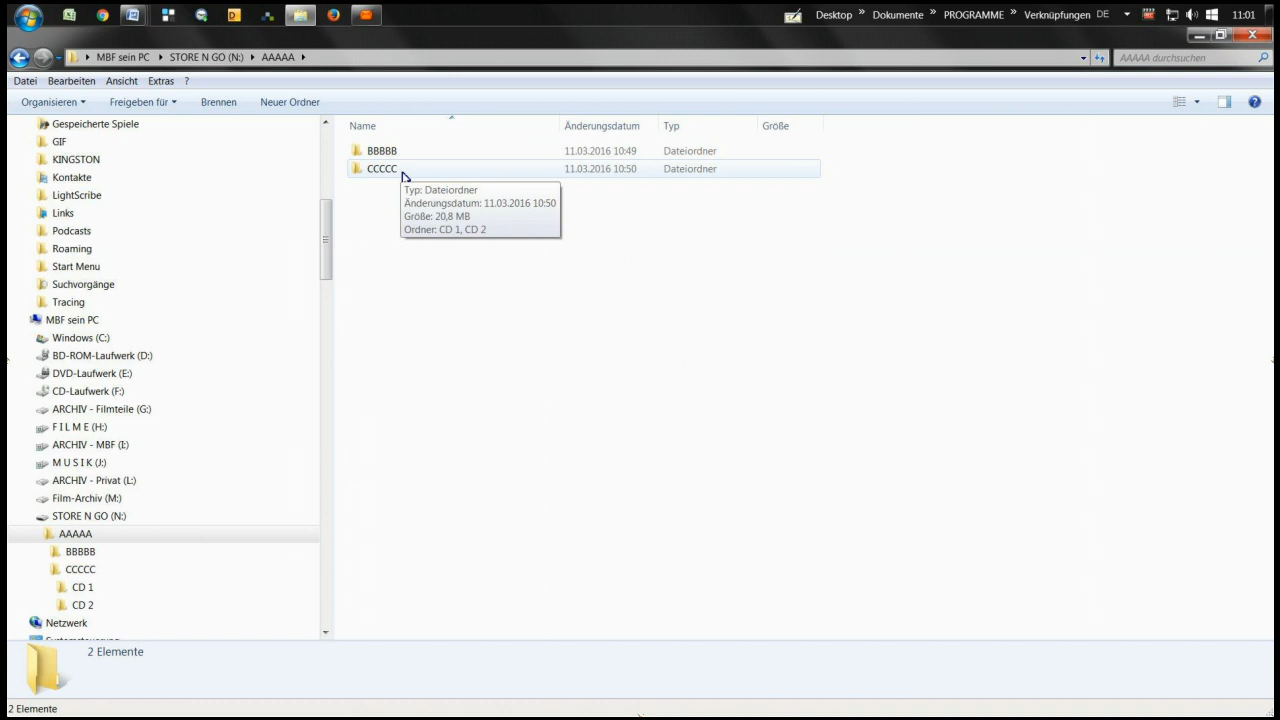 Desktop » Dokumente » PROGRAMME » Verknüpfungen DE 11:01
MBF sein PC STORE N GO (N:) AAAAA AAAAA durchsuchen
Datei Bearbeiten Ansicht Extras ?
Organisieren Freigeben für Brennen Neuer Ordner
Gespeicherte Spiele
GIF
KINGSTON
Kontakte
LightScribe
Links
Podcasts
Roaming
Start Menu
Suchvorgänge
Tracing
MBF sein PC
Windows (C:)
BD-ROM-Laufwerk (D:)
DVD-Laufwerk (E:)
CD-Laufwerk (F:)
ARCHIV - Filmteile (G:)
F I L M E (H:)
ARCHIV - MBF (I:)
M U S I K (J:)
ARCHIV - Privat (L:)
Film-Archiv (M:)
STORE N GO (N:)
AAAAA
BBBBB
CCCCC
CD 1
CD 2
Netzwerk
Name Änderungsdatum Typ Größe
BBBBB 11.03.2016 10:49 Dateiordner
CCCCC 11.03.2016 10:50 Dateiordner
Typ: Dateiordner
Änderungsdatum: 11.03.2016 10:50
Größe: 20,8 MB
Ordner: CD 1, CD 2
2 Elemente
2 Elemente